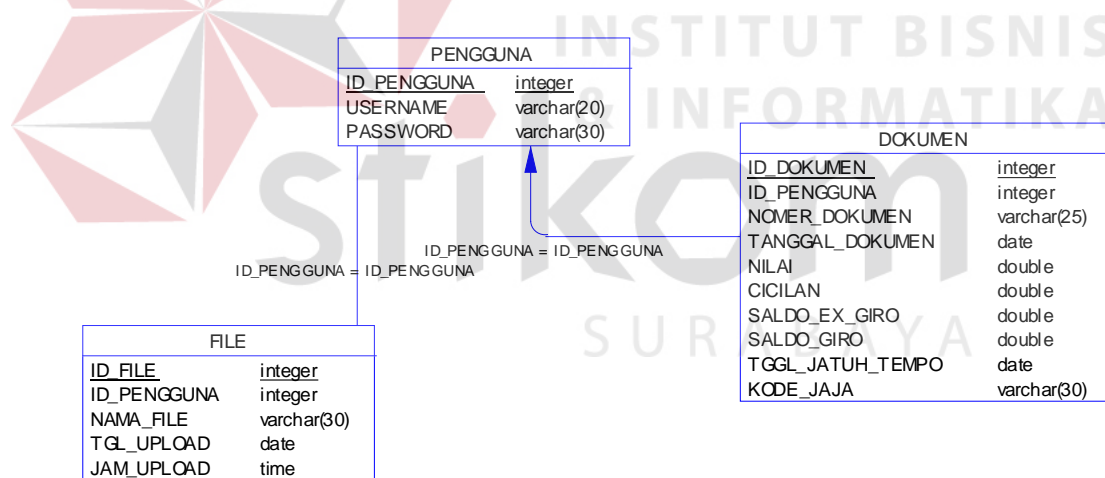 INSTITUT BISNIS
& INFORMATIKA
stikom
SURABAYA
PENGGUNA
ID_PENGGUNA integer
USERNAME varchar(20)
PASSWORD varchar(30)
DOKUMEN
ID_DOKUMEN integer
ID_PENGGUNA integer
NOMER_DOKUMEN varchar(25)
TANGGAL_DOKUMEN date
NILAI double
CICILAN double
SALDO_EX_GIRO double
SALDO_GIRO double
TGGL_JATUH_TEMPO date
KODE_JAJA varchar(30)
ID_PENGGUNA = ID_PENGGUNA
ID_PENGGUNA = ID_PENGGUNA
FILE
ID_FILE integer
ID_PENGGUNA integer
NAMA_FILE varchar(30)
TGL_UPLOAD date
JAM_UPLOAD time